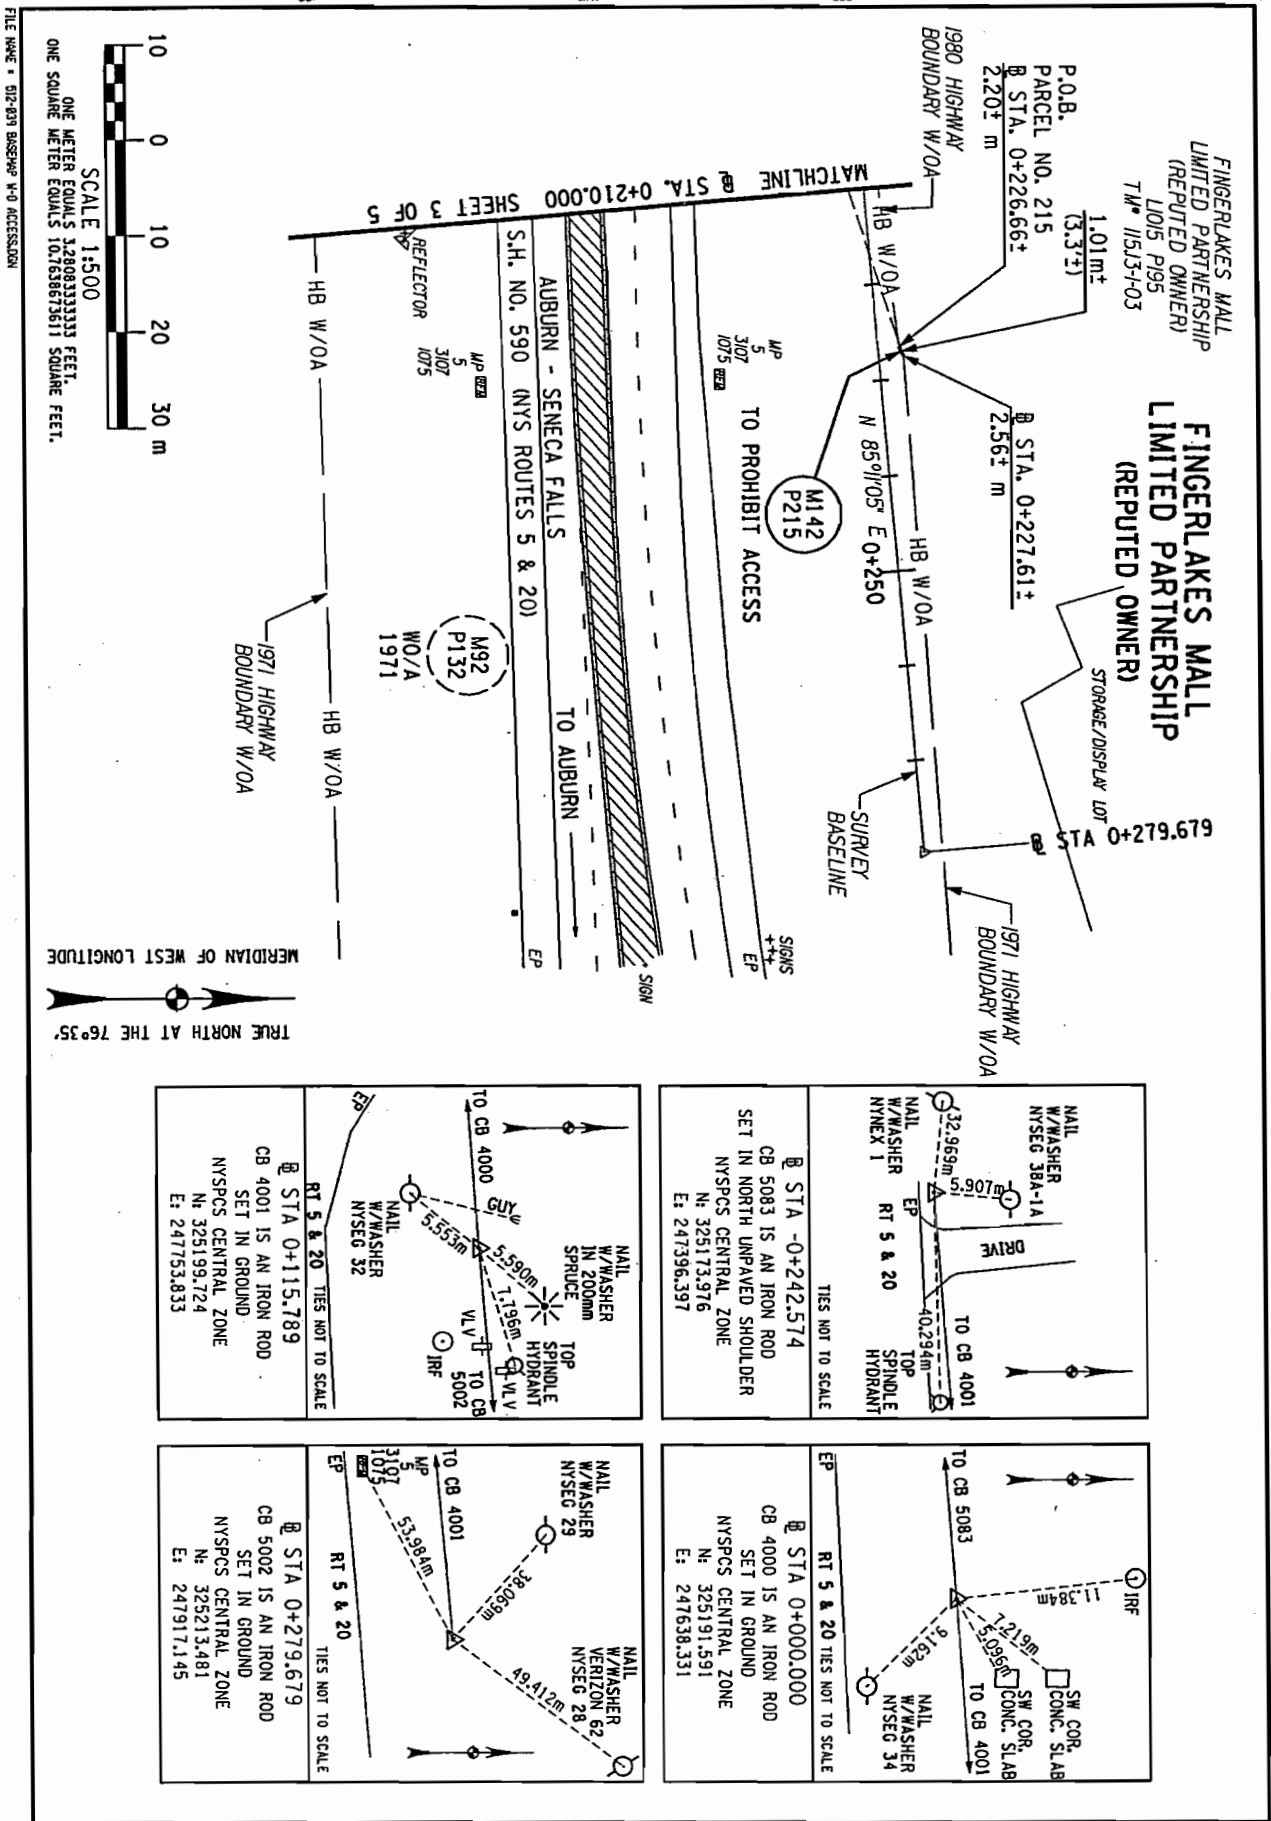 FINGERLAKES MALL
LIMITED PARTNERSHIP
(REPUTED OWNER)
L1015 P195
TM# 115.13-1-03
FINGERLAKES MALL
LIMITED PARTNERSHIP
(REPUTED OWNER)
1.01m±
(3.3'±)
P.O.B.
PARCEL NO. 215
B STA. 0+226.66±
2.20± m
B STA. 0+227.61±
2.56± m
STORAGE/DISPLAY LOT
B STA 0+279.679
1980 HIGHWAY
BOUNDARY W/OA
HB W/OA
HB W/OA
N 85°11'05" E
0+250
SURVEY
BASELINE
1971 HIGHWAY
BOUNDARY W/OA
M142
P215
TO PROHIBIT ACCESS
MP
5
3107
1075
REM
SIGNS
EP
SIGN
MATCHLINE B STA. 0+210.000 SHEET 3 OF 5
AUBURN - SENECA FALLS
TO AUBURN
S.H. NO. 590 (NYS ROUTES 5 & 20)
EP
MP REM
5
3107
1075
REFLECTOR
M92
P132
WO/A
1971
HB W/OA
HB W/OA
1971 HIGHWAY
BOUNDARY W/OA
10 0 10 20 30 m
SCALE 1:500
ONE METER EQUALS 3.28083333333 FEET.
ONE SQUARE METER EQUALS 10.7638673611 SQUARE FEET.
TRUE NORTH AT THE 76°35'
MERIDIAN OF WEST LONGITUDE
NAIL
W/WASHER
NYSEG 38A-1A
5.907m
32.969m
NAIL
W/WASHER
NYNEX 1
DRIVE
EP
RT 5 & 20
TO CB 4001
40.294m
TOP
SPINDLE
HYDRANT
TIES NOT TO SCALE
B STA -0+242.574
CB 5083 IS AN IRON ROD
SET IN NORTH UNPAVED SHOULDER
NYSPCS CENTRAL ZONE
N: 325173.976
E: 247396.397
IRF
11.384m
TO CB 5083
7.219m
5.096m
9.162m
SW COR.
CONC. SLAB
SW COR.
CONC. SLAB
TO CB 4001
NAIL
W/WASHER
NYSEG 34
EP
RT 5 & 20 TIES NOT TO SCALE
B STA 0+000.000
CB 4000 IS AN IRON ROD
SET IN GROUND
NYSPCS CENTRAL ZONE
N: 325191.591
E: 247638.331
NAIL
W/WASHER
IN 200mm
SPRUCE
TO CB 4000
GUY
5.590m
5.553m
7.796m
TOP
SPINDLE
HYDRANT
VLV
VLV
TO CB
5002
IRF
NAIL
W/WASHER
NYSEG 32
EP
RT 5 & 20 TIES NOT TO SCALE
B STA 0+115.789
CB 4001 IS AN IRON ROD
SET IN GROUND
NYSPCS CENTRAL ZONE
N: 325199.724
E: 247753.833
NAIL
W/WASHER
NYSEG 29
38.069m
TO CB 4001
NAIL
W/WASHER
VERIZON 62
NYSEG 28
49.412m
53.984m
MP
5
3107
1075
REM
EP
RT 5 & 20
TIES NOT TO SCALE
B STA 0+279.679
CB 5002 IS AN IRON ROD
SET IN GROUND
NYSPCS CENTRAL ZONE
N: 325213.481
E: 247917.145
FILE NAME = 512-039 BASEMAP W-O ACCESS.DGN